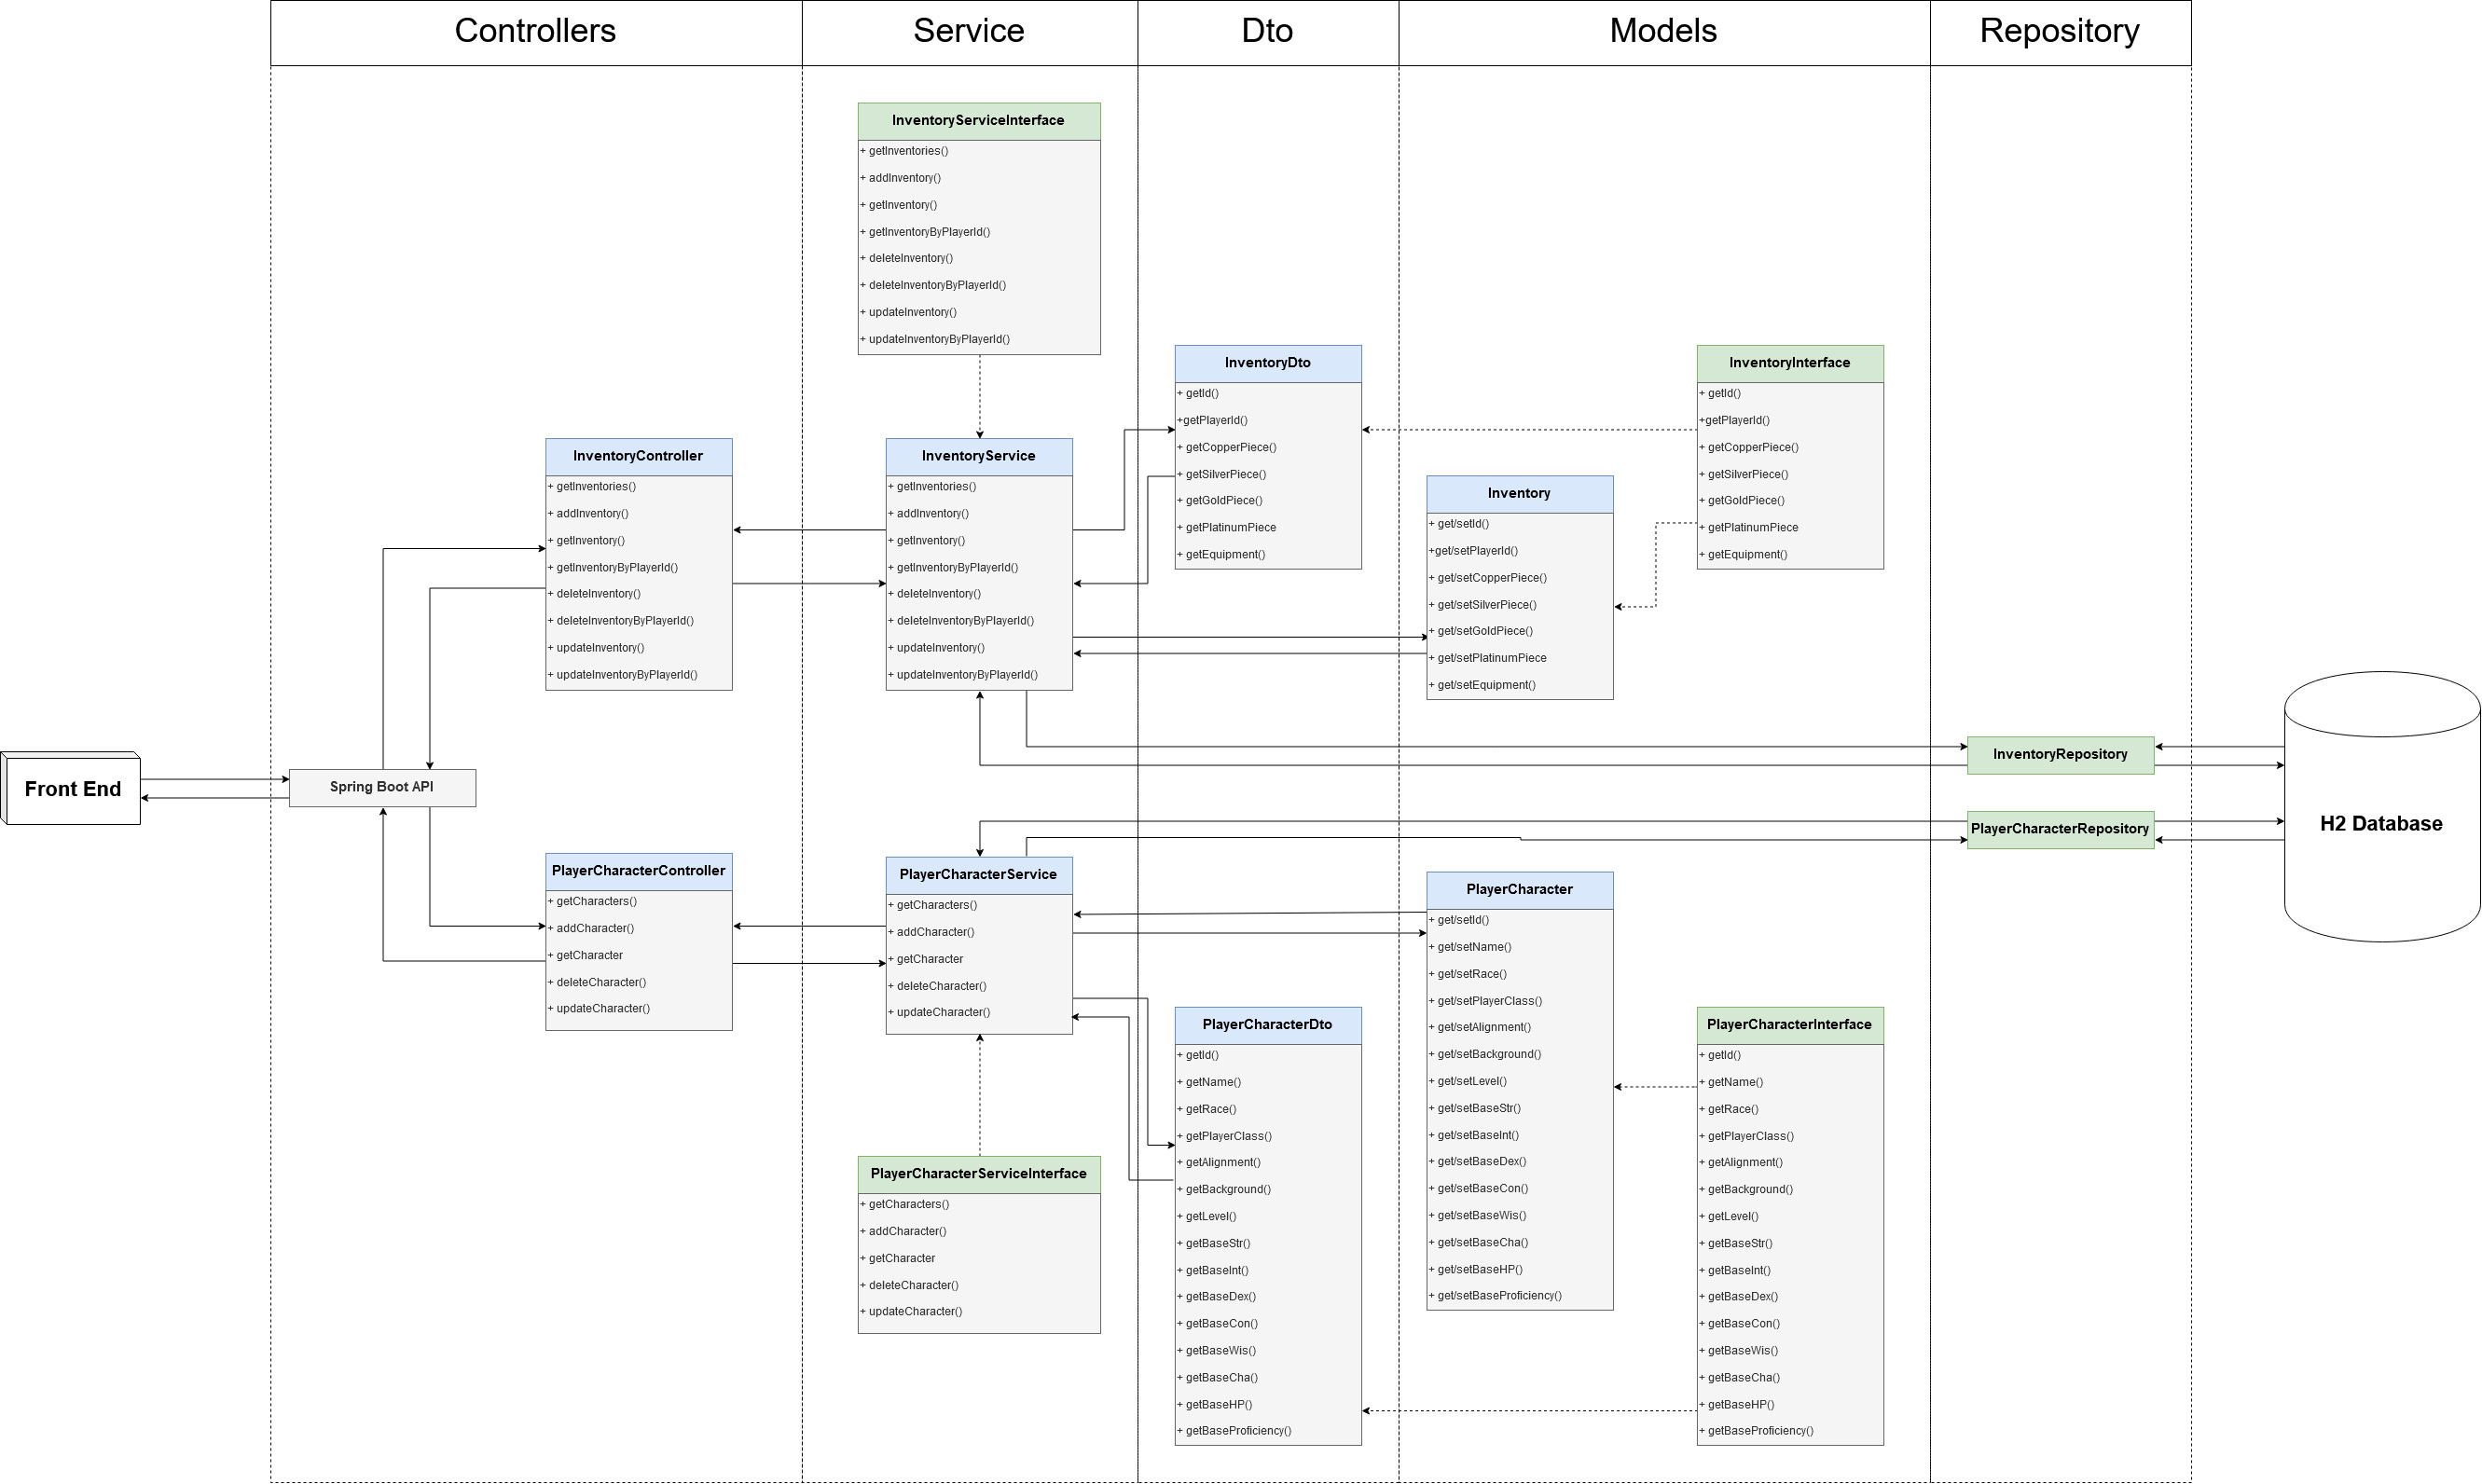 Controllers
Service
Dto
Models
Repository
InventoryServiceInterface
+ getInventories()
+ addInventory()
+ getInventory()
+ getInventoryByPlayerId()
+ deleteInventory()
+ deleteInventoryByPlayerId()
+ updateInventory()
+ updateInventoryByPlayerId()
InventoryController
+ getInventories()
+ addInventory()
+ getInventory()
+ getInventoryByPlayerId()
+ deleteInventory()
+ deleteInventoryByPlayerId()
+ updateInventory()
+ updateInventoryByPlayerId()
InventoryService
+ getInventories()
+ addInventory()
+ getInventory()
+ getInventoryByPlayerId()
+ deleteInventory()
+ deleteInventoryByPlayerId()
+ updateInventory()
+ updateInventoryByPlayerId()
InventoryDto
+ getId()
+getPlayerId()
+ getCopperPiece()
+ getSilverPiece()
+ getGoldPiece()
+ getPlatinumPiece
+ getEquipment()
Inventory
+ get/setId()
+get/setPlayerId()
+ get/setCopperPiece()
+ get/setSilverPiece()
+ get/setGoldPiece()
+ get/setPlatinumPiece
+ get/setEquipment()
InventoryInterface
+ getId()
+getPlayerId()
+ getCopperPiece()
+ getSilverPiece()
+ getGoldPiece()
+ getPlatinumPiece
+ getEquipment()
Front End
Spring Boot API
InventoryRepository
PlayerCharacterRepository
H2 Database
PlayerCharacterController
+ getCharacters()
+ addCharacter()
+ getCharacter
+ deleteCharacter()
+ updateCharacter()
PlayerCharacterService
+ getCharacters()
+ addCharacter()
+ getCharacter
+ deleteCharacter()
+ updateCharacter()
PlayerCharacterServiceInterface
+ getCharacters()
+ addCharacter()
+ getCharacter
+ deleteCharacter()
+ updateCharacter()
PlayerCharacterDto
+ getId()
+ getName()
+ getRace()
+ getPlayerClass()
+ getAlignment()
+ getBackground()
+ getLevel()
+ getBaseStr()
+ getBaseInt()
+ getBaseDex()
+ getBaseCon()
+ getBaseWis()
+ getBaseCha()
+ getBaseHP()
+ getBaseProficiency()
PlayerCharacter
+ get/setId()
+ get/setName()
+ get/setRace()
+ get/setPlayerClass()
+ get/setAlignment()
+ get/setBackground()
+ get/setLevel()
+ get/setBaseStr()
+ get/setBaseInt()
+ get/setBaseDex()
+ get/setBaseCon()
+ get/setBaseWis()
+ get/setBaseCha()
+ get/setBaseHP()
+ get/setBaseProficiency()
PlayerCharacterInterface
+ getId()
+ getName()
+ getRace()
+ getPlayerClass()
+ getAlignment()
+ getBackground()
+ getLevel()
+ getBaseStr()
+ getBaseInt()
+ getBaseDex()
+ getBaseCon()
+ getBaseWis()
+ getBaseCha()
+ getBaseHP()
+ getBaseProficiency()